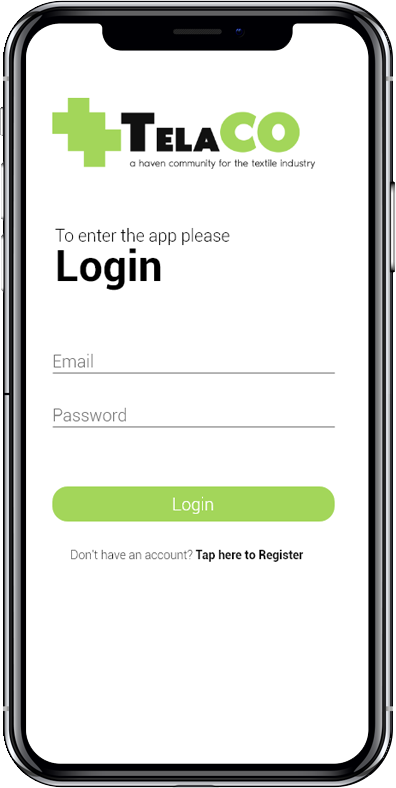 TELACO
a haven community for the textile industry
To enter the app please
Login
Email
Password
Login
Don't have an account? Tap here to Register